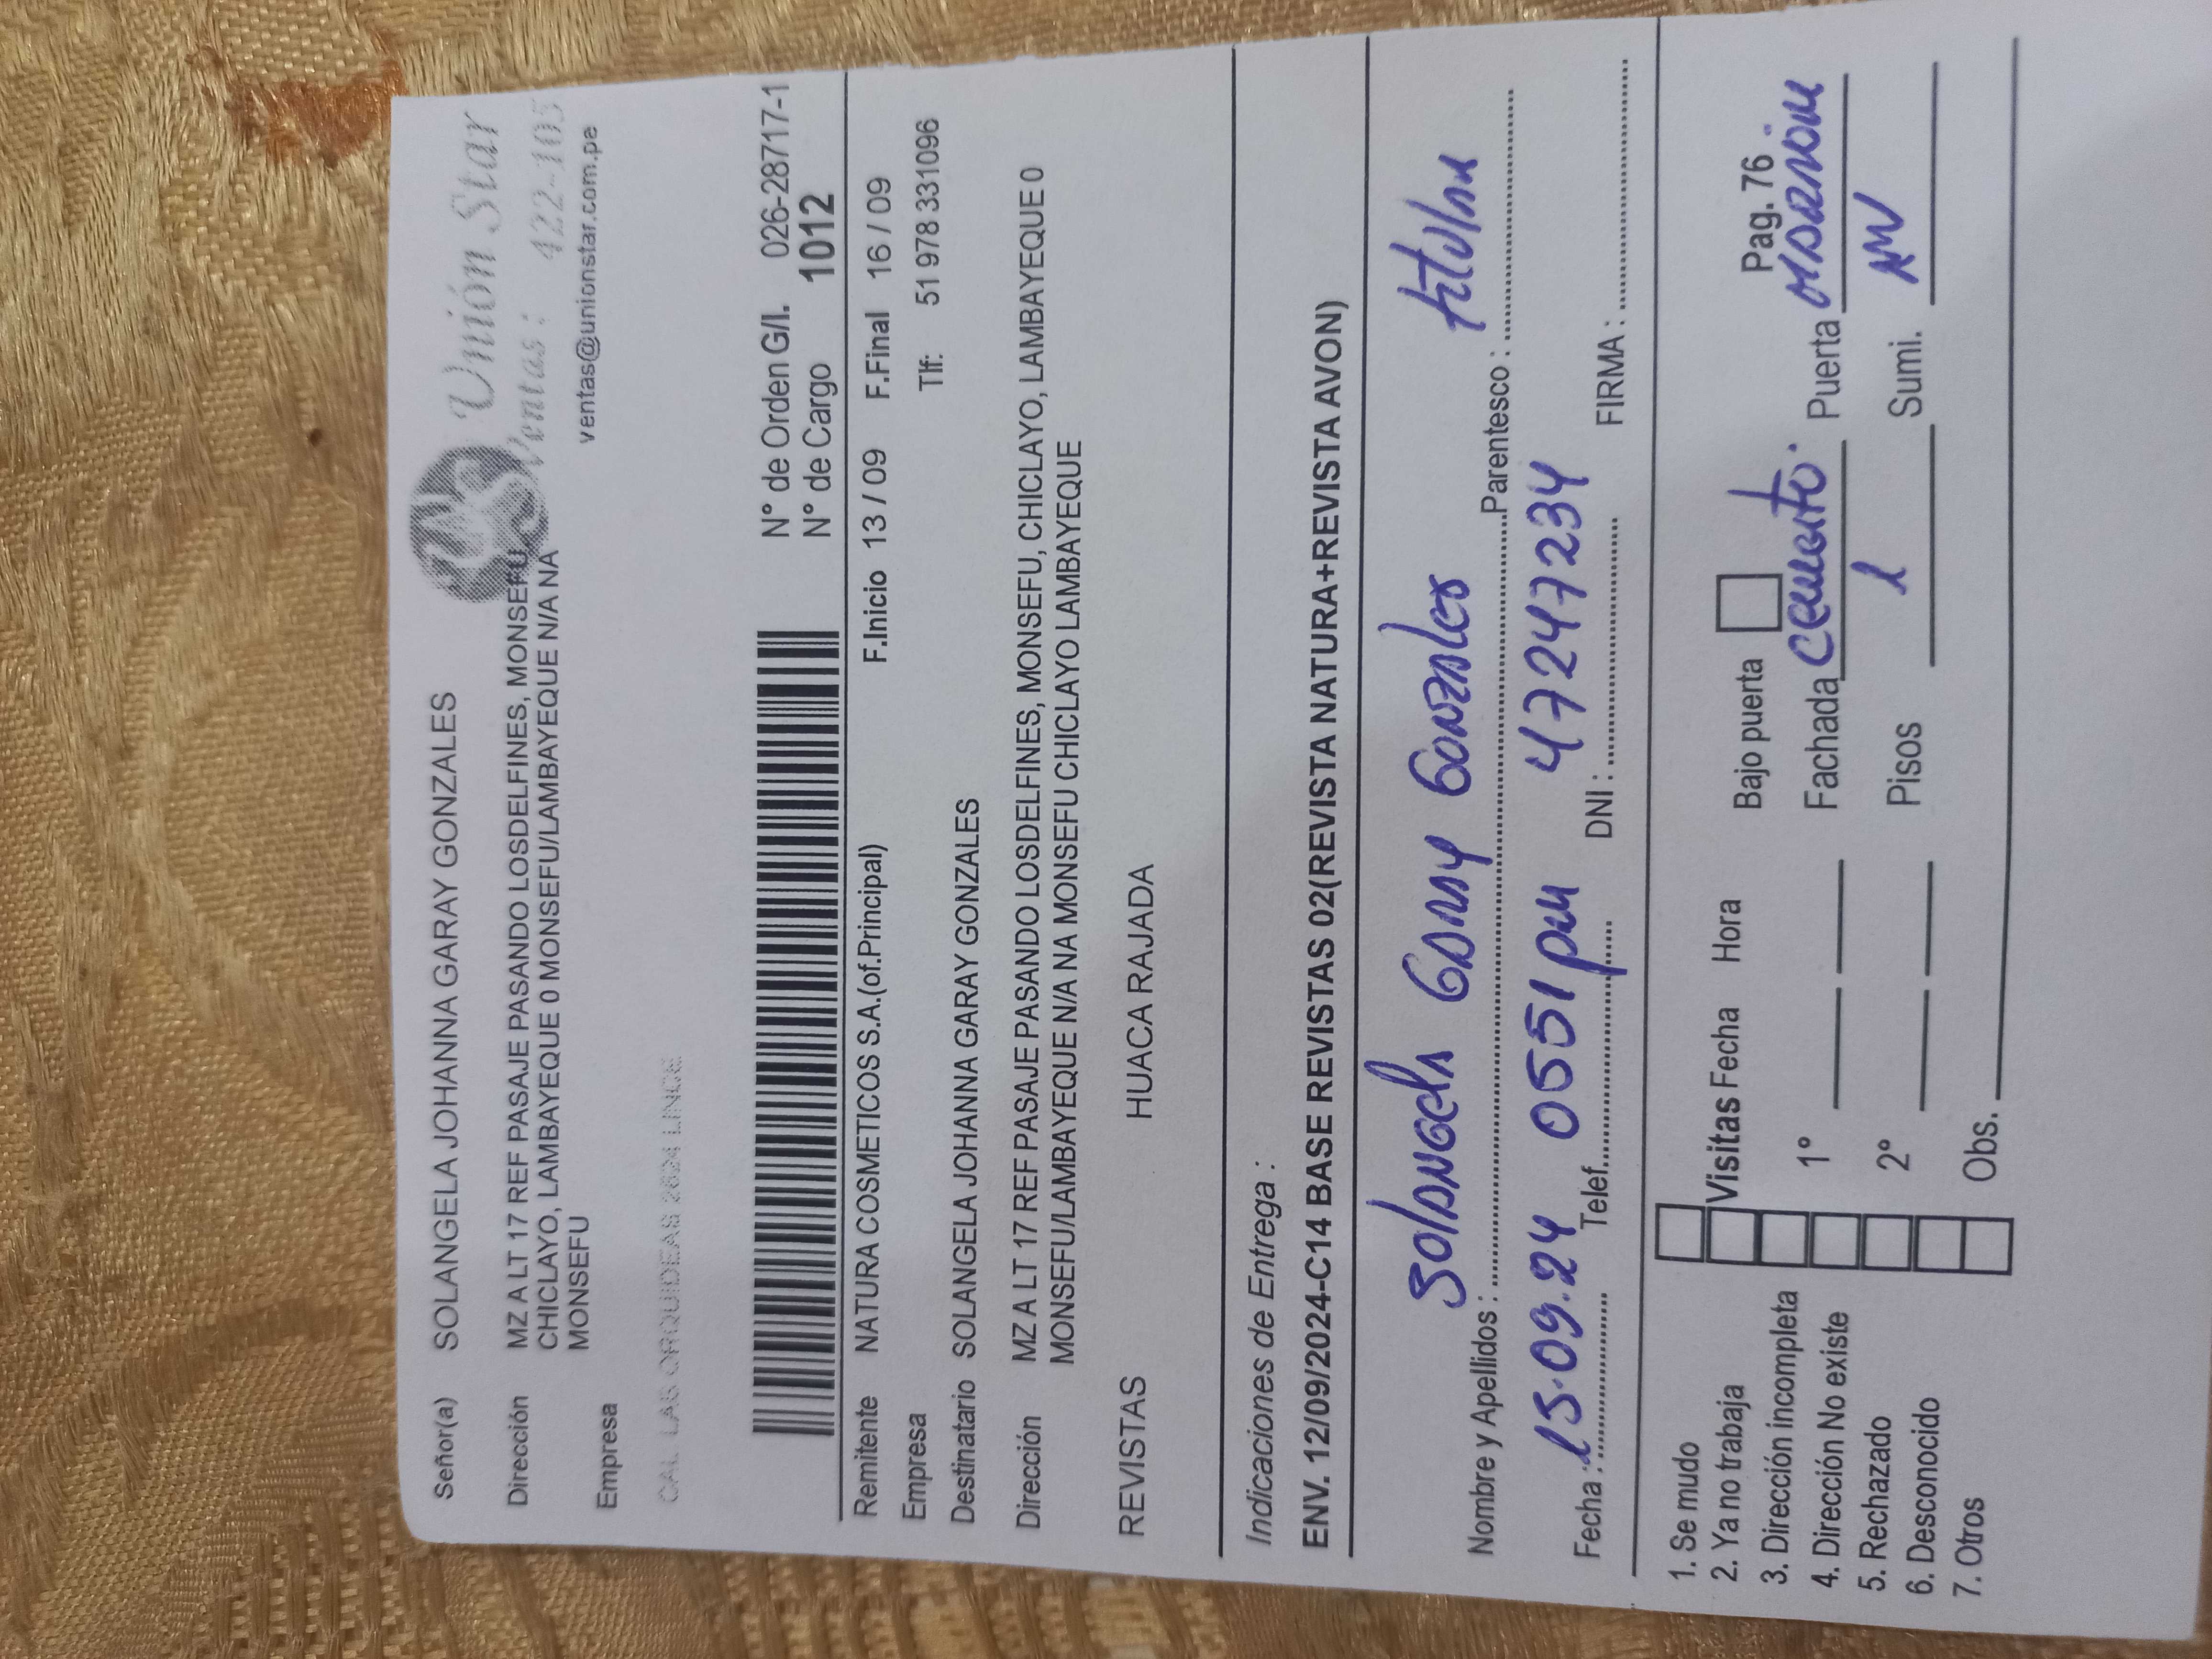 Señor(a) SOLANGELA JOHANNA GARAY GONZALES
Unión Star
Ventas : 422-105
ventas@unionstar.com.pe
Dirección MZ A LT 17 REF PASAJE PASANDO LOSDELFINES, MONSEFU,
CHICLAYO, LAMBAYEQUE 0 MONSEFU/LAMBAYEQUE N/A NA
MONSEFU
Empresa
CAL LAS ORQUIDEAS 2634 LINCE
N° de Orden G/I. 026-28717-1
N° de Cargo 1012
Remitente NATURA COSMETICOS S.A.(of.Principal) F.Inicio 13 / 09 F.Final 16 / 09
Empresa Tlf: 51 978 331096
Destinatario SOLANGELA JOHANNA GARAY GONZALES
Dirección MZ A LT 17 REF PASAJE PASANDO LOSDELFINES, MONSEFU, CHICLAYO, LAMBAYEQUE 0
MONSEFU/LAMBAYEQUE N/A NA MONSEFU CHICLAYO LAMBAYEQUE
REVISTAS HUACA RAJADA
Indicaciones de Entrega :
ENV. 12/09/2024-C14 BASE REVISTAS 02(REVISTA NATURA+REVISTA AVON)
Nombre y Apellidos : Solangela Garay Gonzales Parentesco : titular
Fecha : 15.09.24 Telef. 0551pm DNI : 47247234 FIRMA :
1. Se mudo
2. Ya no trabaja
3. Dirección incompleta
4. Dirección No existe
5. Rechazado
6. Desconocido
7. Otros
Visitas Fecha Hora
1°
2°
Obs.
Bajo puerta Pag. 76
Fachada cemento. Puerta
Pisos 1 Sumi.